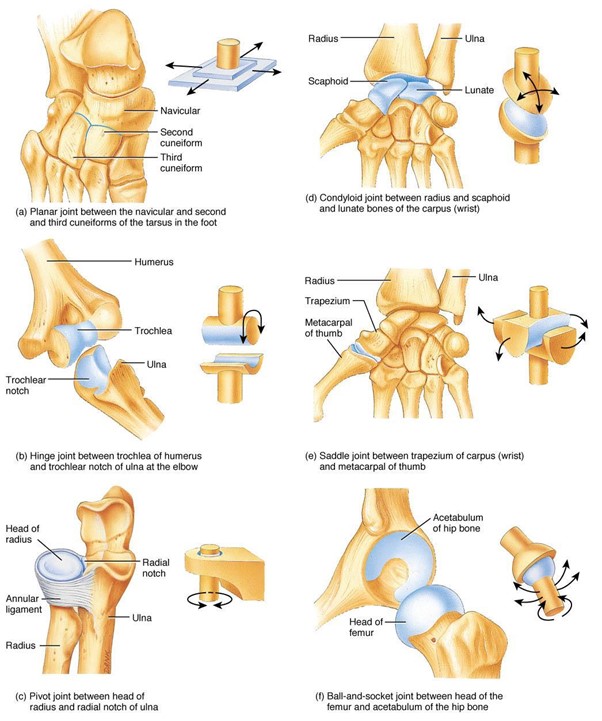 Navicular
Second
cuneiform
Third
cuneiform
(a) Planar joint between the navicular and second
and third cuneiforms of the tarsus in the foot
Humerus
Trochlea
Ulna
Trochlear
notch
(b) Hinge joint between trochlea of humerus
and trochlear notch of ulna at the elbow
Head of
radius
Radial
notch
Annular
ligament
Ulna
Radius
(c) Pivot joint between head of
radius and radial notch of ulna
Radius
Ulna
Scaphoid
Lunate
(d) Condyloid joint between radius and scaphoid
and lunate bones of the carpus (wrist)
Radius
Ulna
Trapezium
Metacarpal
of thumb
(e) Saddle joint between trapezium of carpus (wrist)
and metacarpal of thumb
Acetabulum
of hip bone
Head of
femur
(f) Ball-and-socket joint between head of the
femur and acetabulum of the hip bone